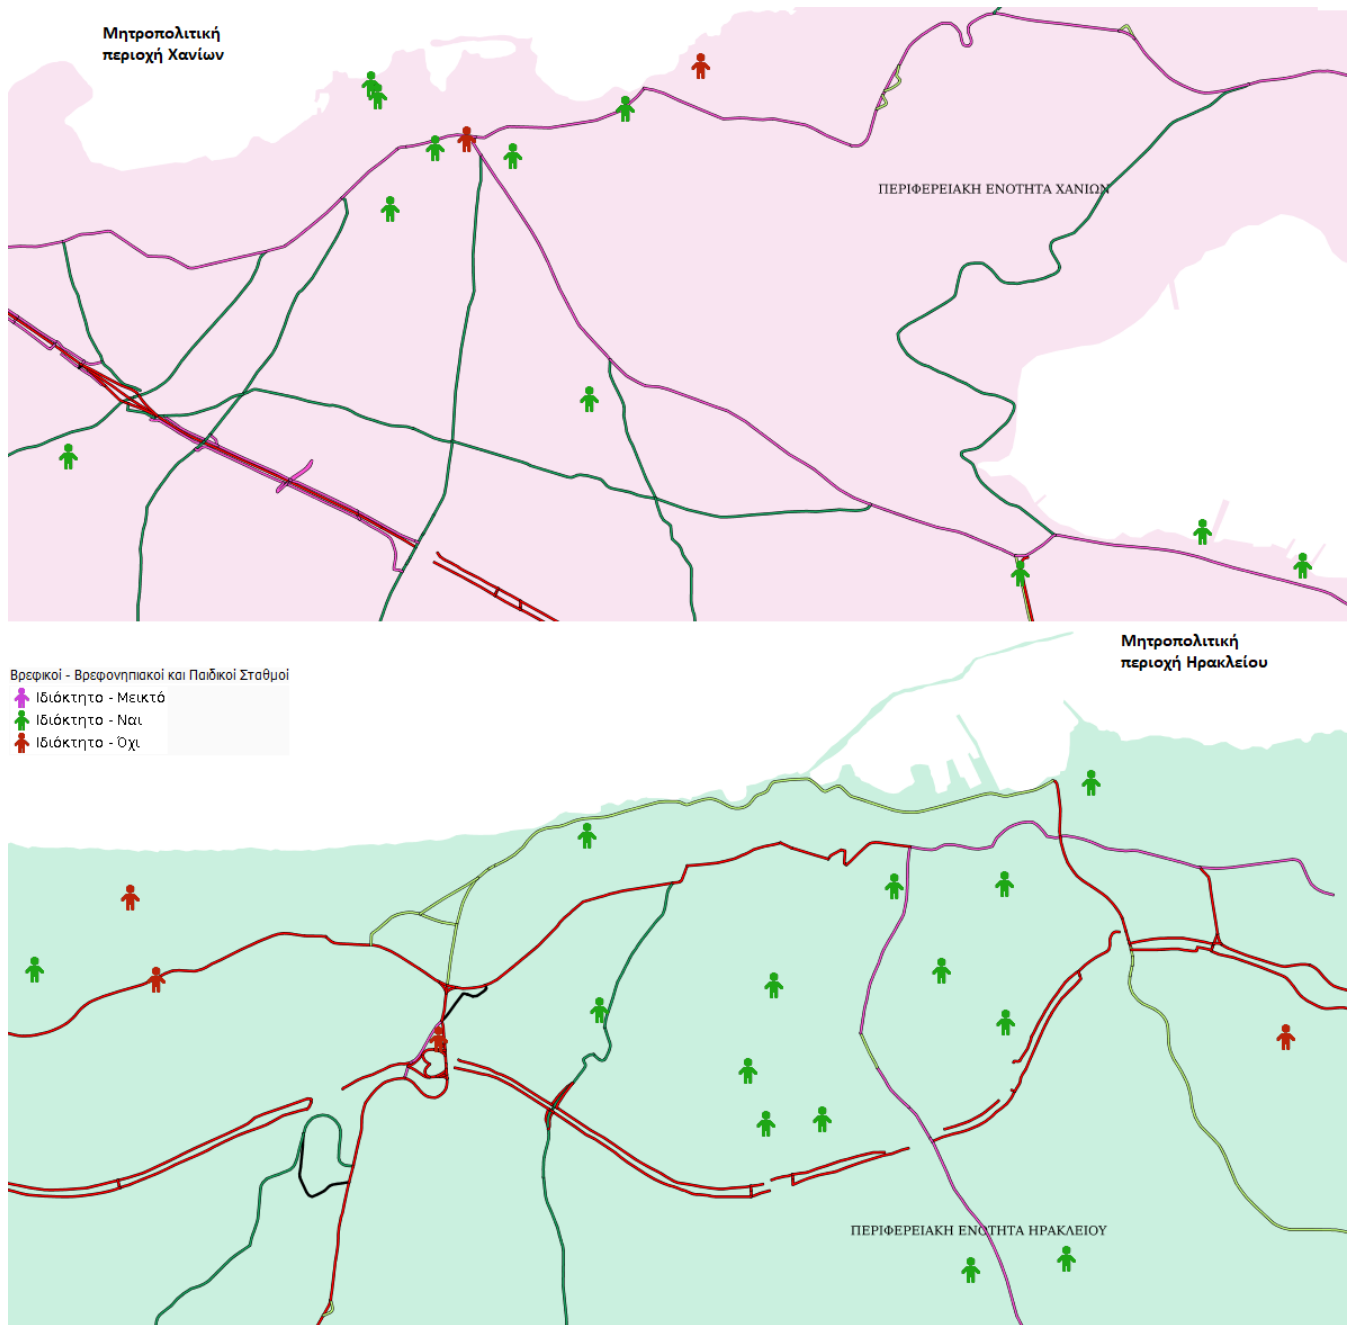 Μητροπολιτική
περιοχή Χανίων
ΠΕΡΙΦΕΡΕΙΑΚΗ ΕΝΟΤΗΤΑ ΧΑΝΙΩΝ
Μητροπολιτική
περιοχή Ηρακλείου
Βρεφικοί - Βρεφονηπιακοί και Παιδικοί Σταθμοί
Ιδιόκτητο - Μεικτό
Ιδιόκτητο - Ναι
Ιδιόκτητο - Όχι
ΠΕΡΙΦΕΡΕΙΑΚΗ ΕΝΟΤΗΤΑ ΗΡΑΚΛΕΙΟΥ